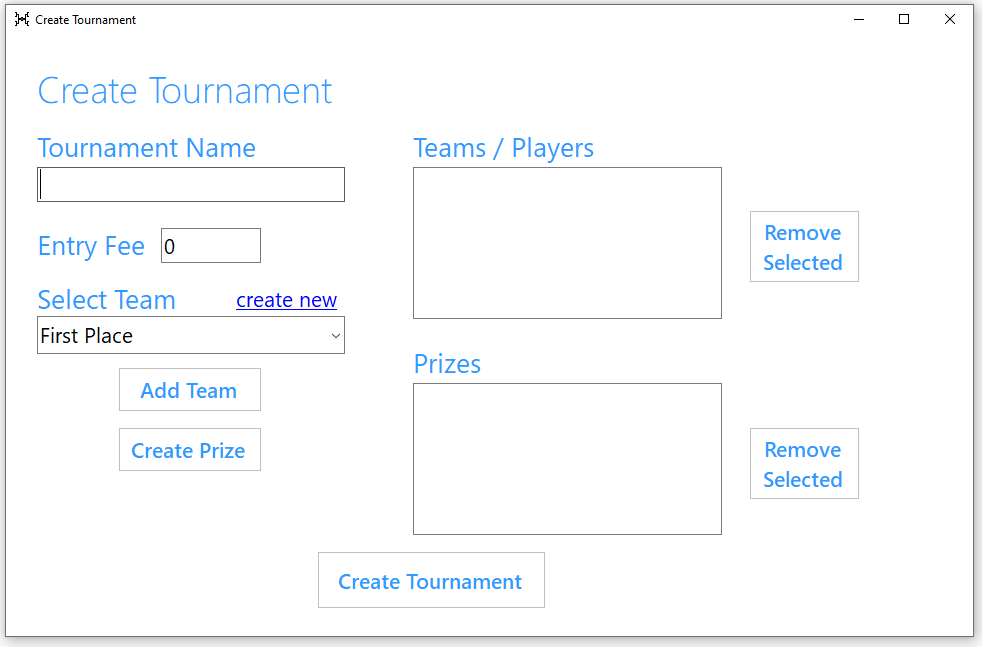 Create Tournament
Create Tournament
Tournament Name
Entry Fee 0
Select Team create new
First Place
Add Team
Create Prize
Teams / Players
Remove
Selected
Prizes
Remove
Selected
Create Tournament